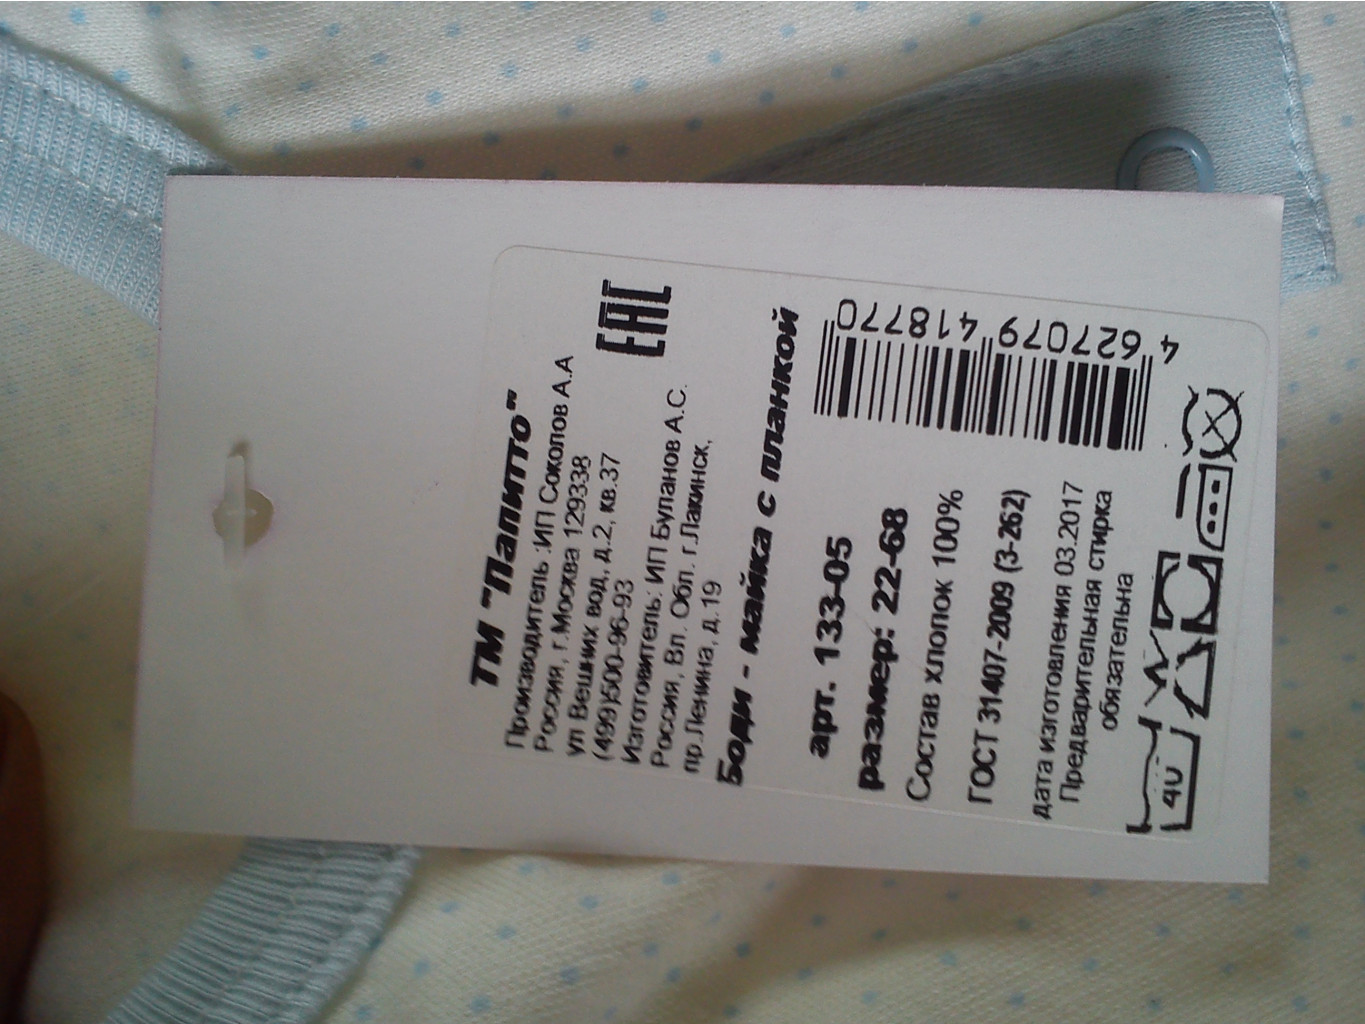 ТМ "Папитто"
Производитель :ИП Соколов А.А
Россия, г.Москва 129338
ул Вешних вод, д.2, кв.37
(499)500-96-93
Изготовитель: ИП Буланов А.С.
Россия, Вл. Обл. г.Лакинск,
пр.Ленина, д.19
ЕАС
Боди - майка с планкой
арт. 133-05
размер: 22-68
Состав хлопок 100%
ГОСТ 31407-2009 (3-262)
дата изготовления 03.2017
Предварительная стирка
обязательна
4 627079 418770
40